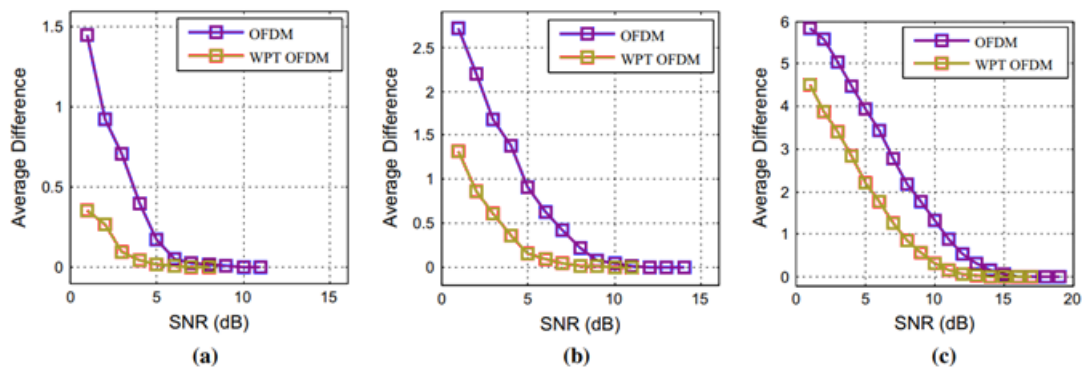 1.5
1
0.5
0
Average Difference
OFDM
WPT OFDM
0 5 10 15
SNR (dB)
(a)
2.5
2
1.5
1
0.5
0
Average Difference
OFDM
WPT OFDM
0 5 10 15
SNR (dB)
(b)
6
5
4
3
2
1
0
Average Difference
OFDM
WPT OFDM
0 5 10 15 20
SNR (dB)
(c)